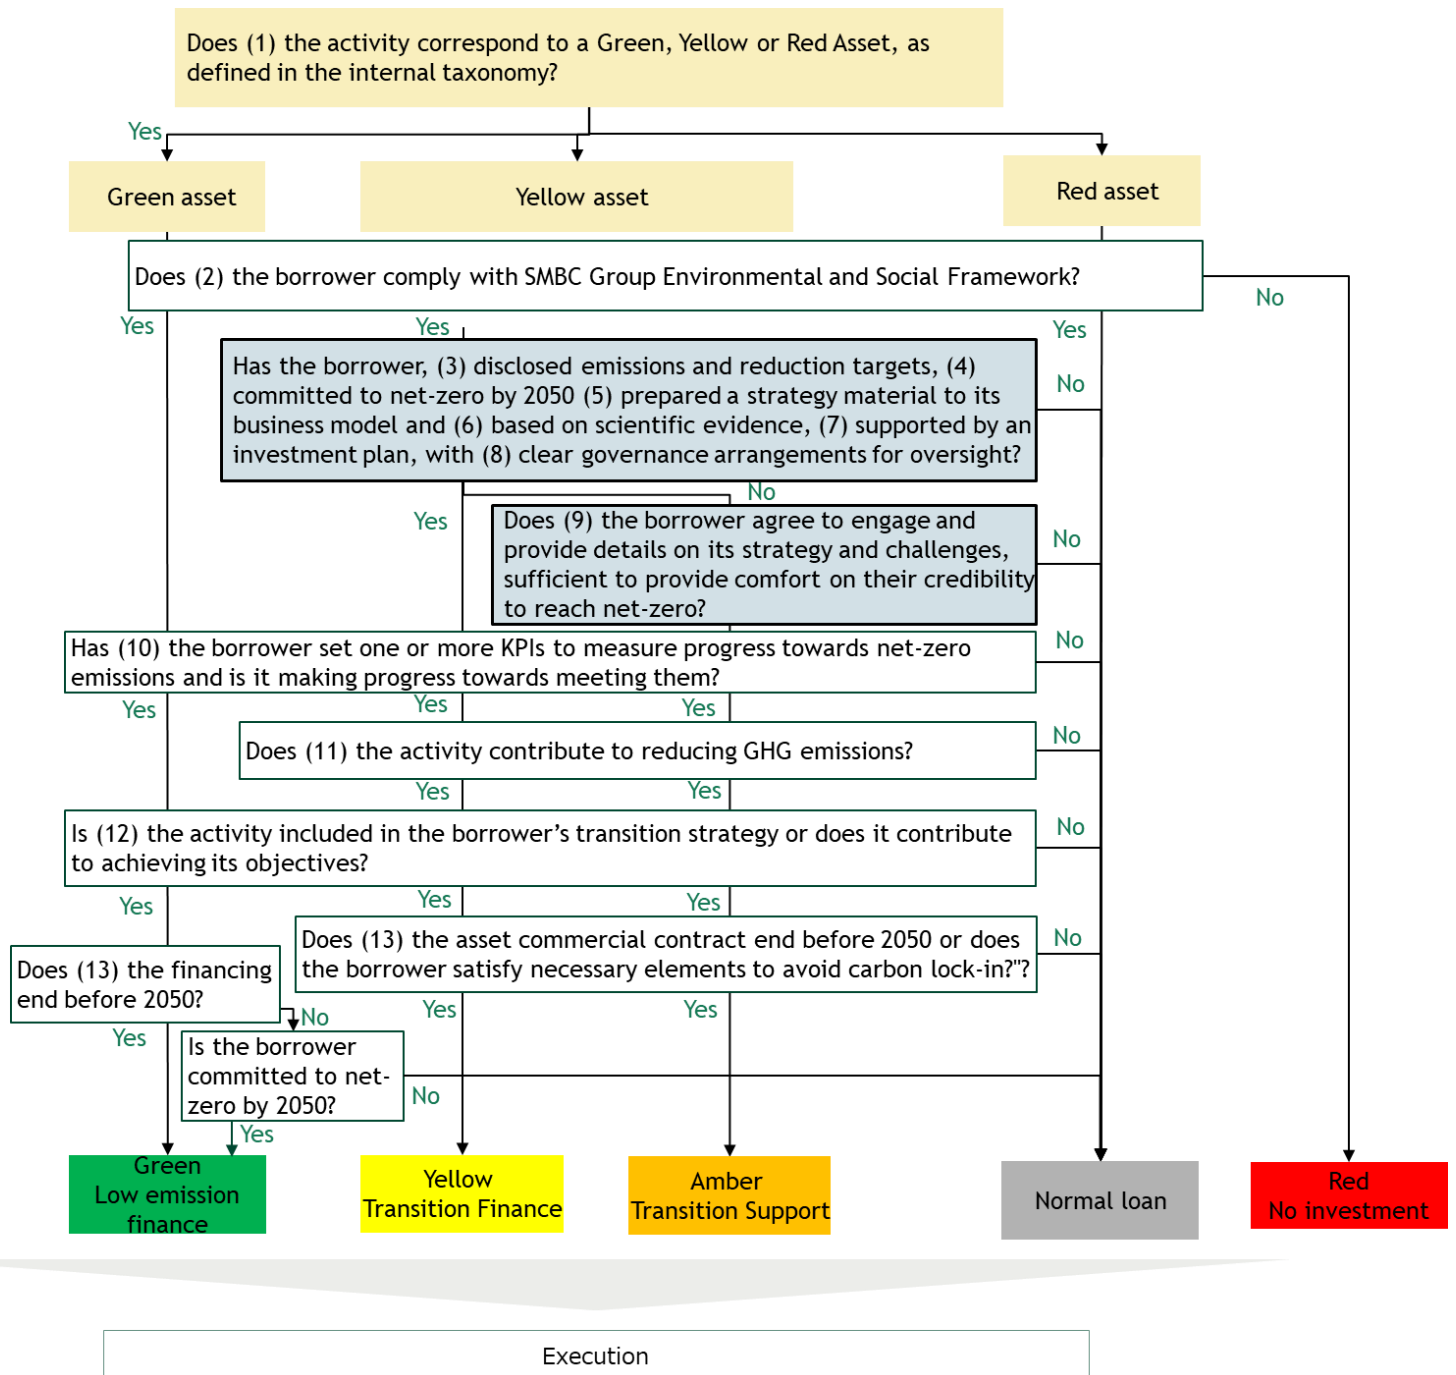 Does (1) the activity correspond to a Green, Yellow or Red Asset, as
defined in the internal taxonomy?
Yes
Green asset
Yellow asset
Red asset
Does (2) the borrower comply with SMBC Group Environmental and Social Framework?
No
Yes
Yes
Yes
Has the borrower, (3) disclosed emissions and reduction targets, (4)
committed to net-zero by 2050 (5) prepared a strategy material to its
business model and (6) based on scientific evidence, (7) supported by an
investment plan, with (8) clear governance arrangements for oversight?
No
No
Yes
Does (9) the borrower agree to engage and
provide details on its strategy and challenges,
sufficient to provide comfort on their credibility
to reach net-zero?
No
Has (10) the borrower set one or more KPIs to measure progress towards net-zero
emissions and is it making progress towards meeting them?
No
Yes
Yes
Yes
Does (11) the activity contribute to reducing GHG emissions?
No
Yes
Yes
Is (12) the activity included in the borrower’s transition strategy or does it contribute
to achieving its objectives?
No
Yes
Yes
Yes
Does (13) the asset commercial contract end before 2050 or does
the borrower satisfy necessary elements to avoid carbon lock-in?"?
No
Does (13) the financing
end before 2050?
No
Yes
Yes
Yes
Is the borrower
committed to net-
zero by 2050?
No
Yes
Green
Low emission
finance
Yellow
Transition Finance
Amber
Transition Support
Normal loan
Red
No investment
Execution